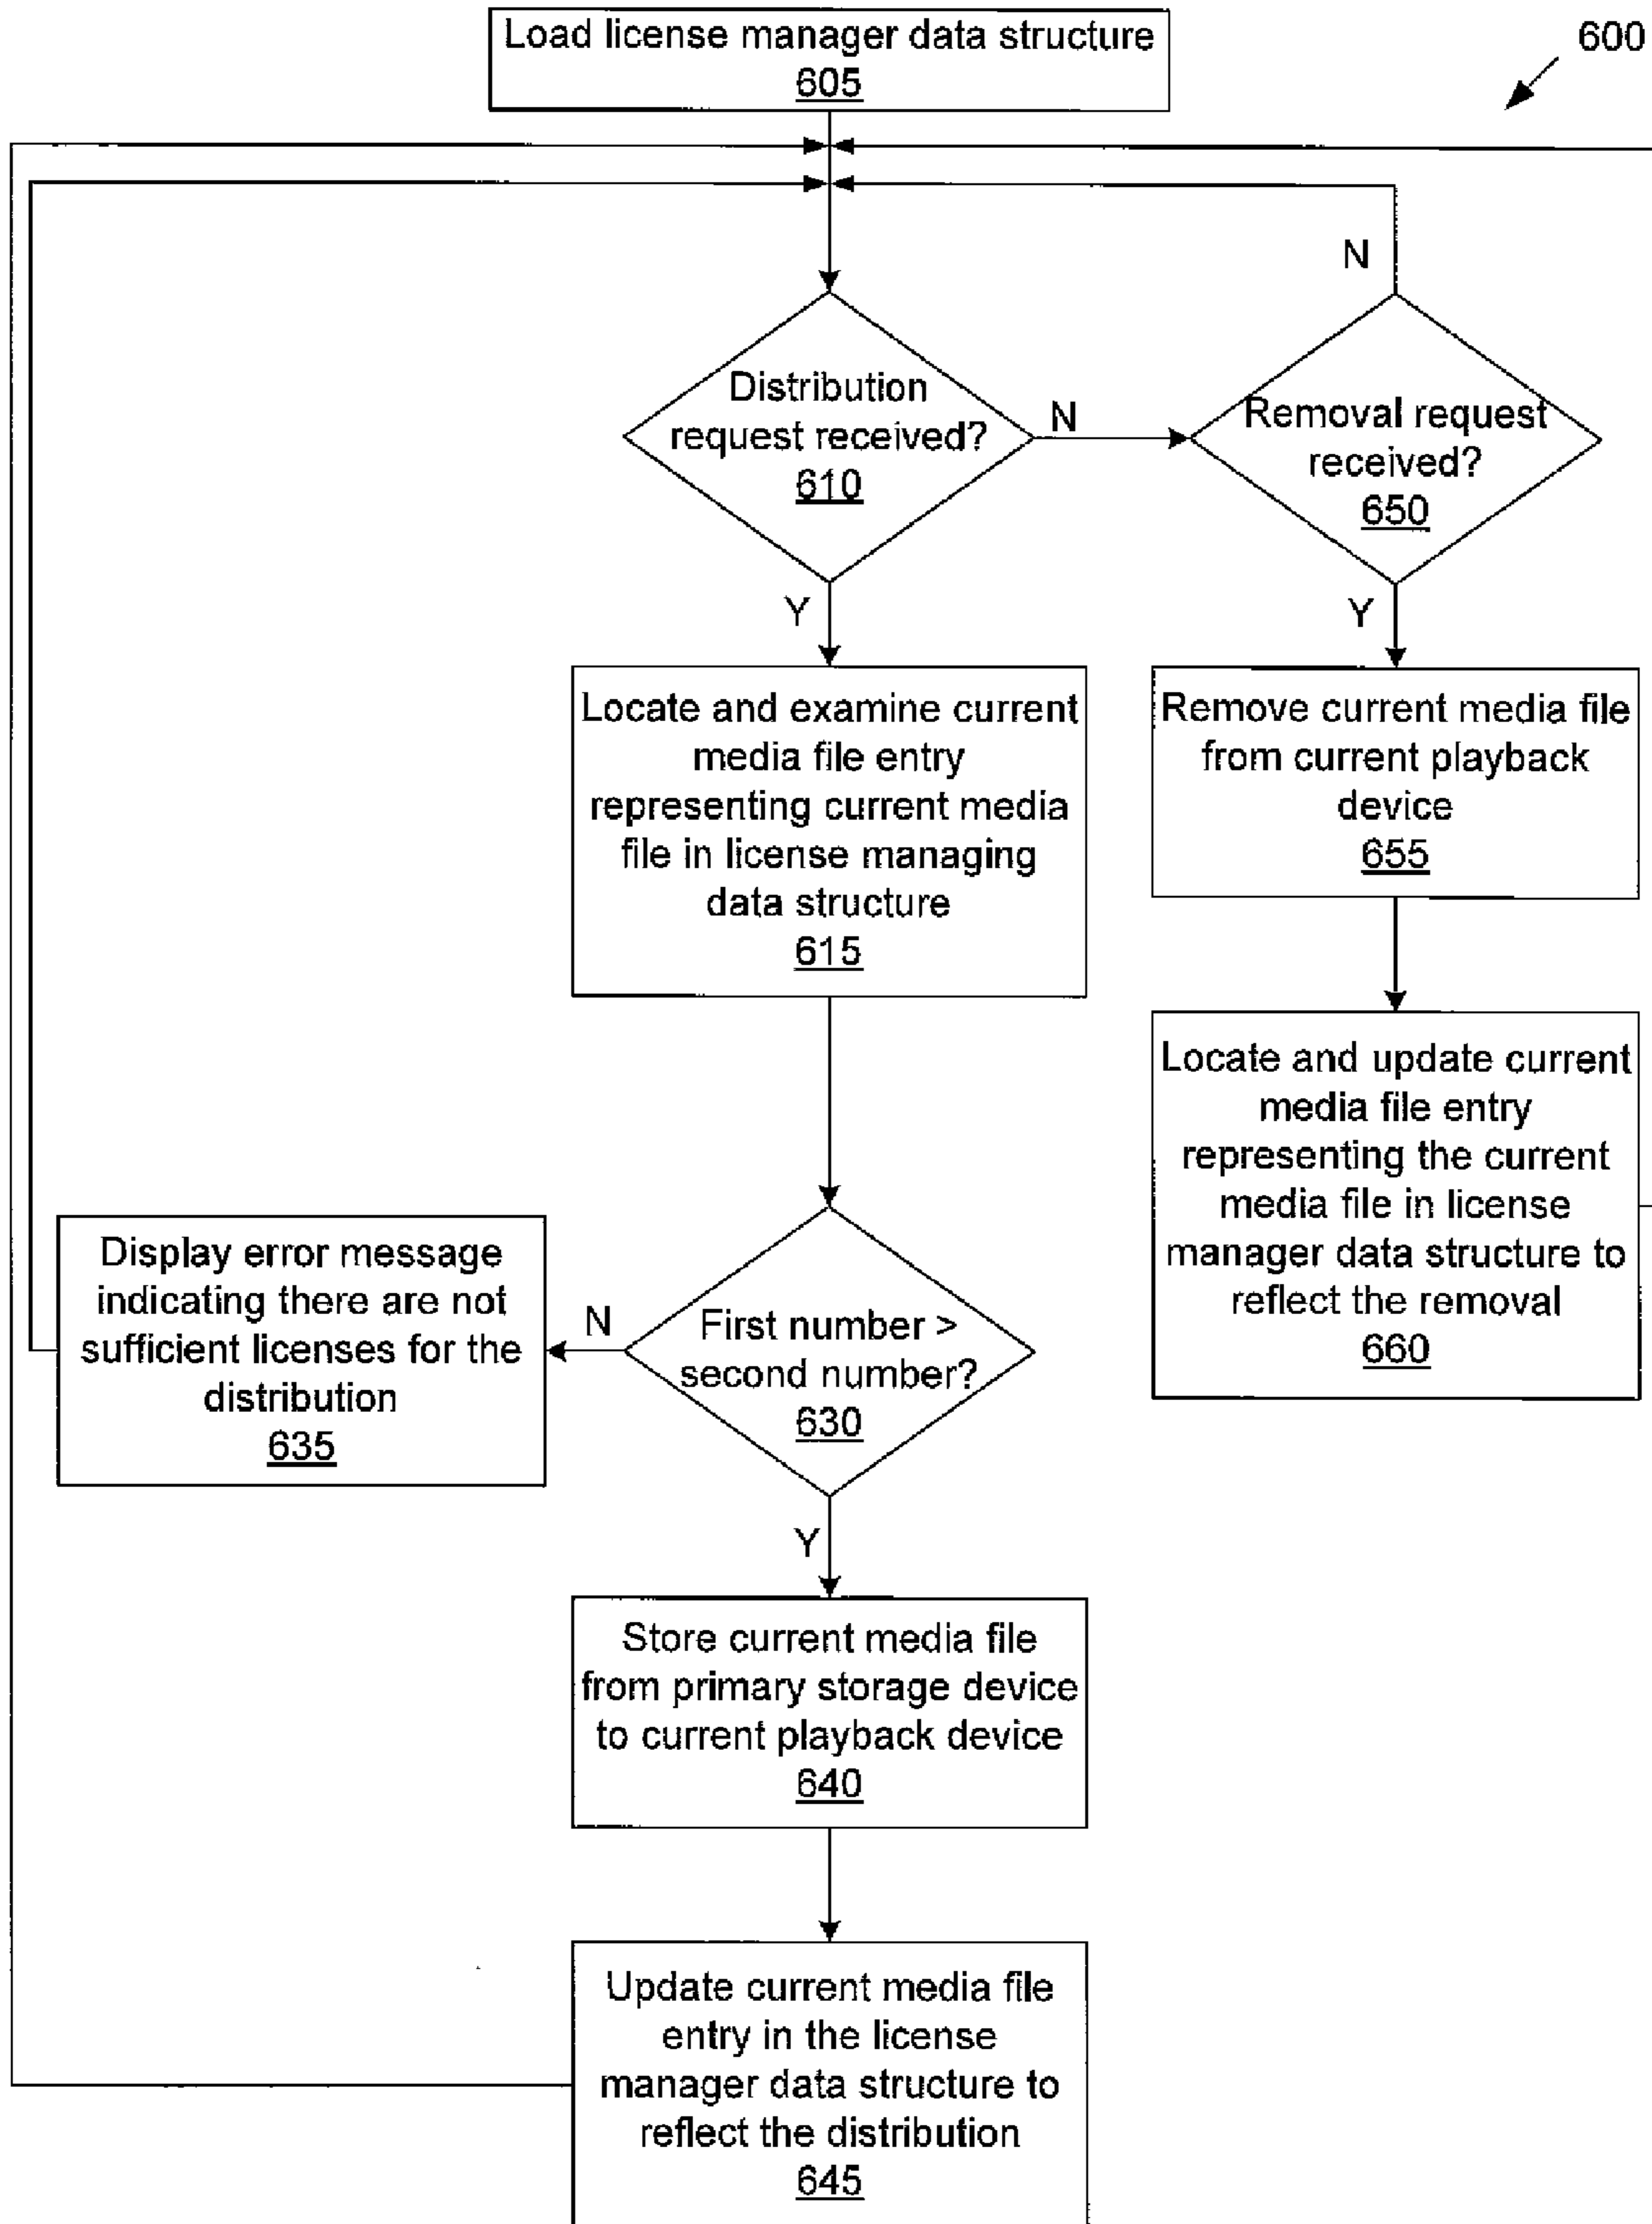 Load license manager data structure
605
600
Distribution
request received?
610
N
Removal request
received?
650
N
Y
Y
Locate and examine current
media file entry
representing current media
file in license managing
data structure
615
Remove current media file
from current playback
device
655
Locate and update current
media file entry
representing the current
media file in license
manager data structure to
reflect the removal
660
First number >
second number?
630
N
Display error message
indicating there are not
sufficient licenses for the
distribution
635
Y
Store current media file
from primary storage device
to current playback device
640
Update current media file
entry in the license
manager data structure to
reflect the distribution
645